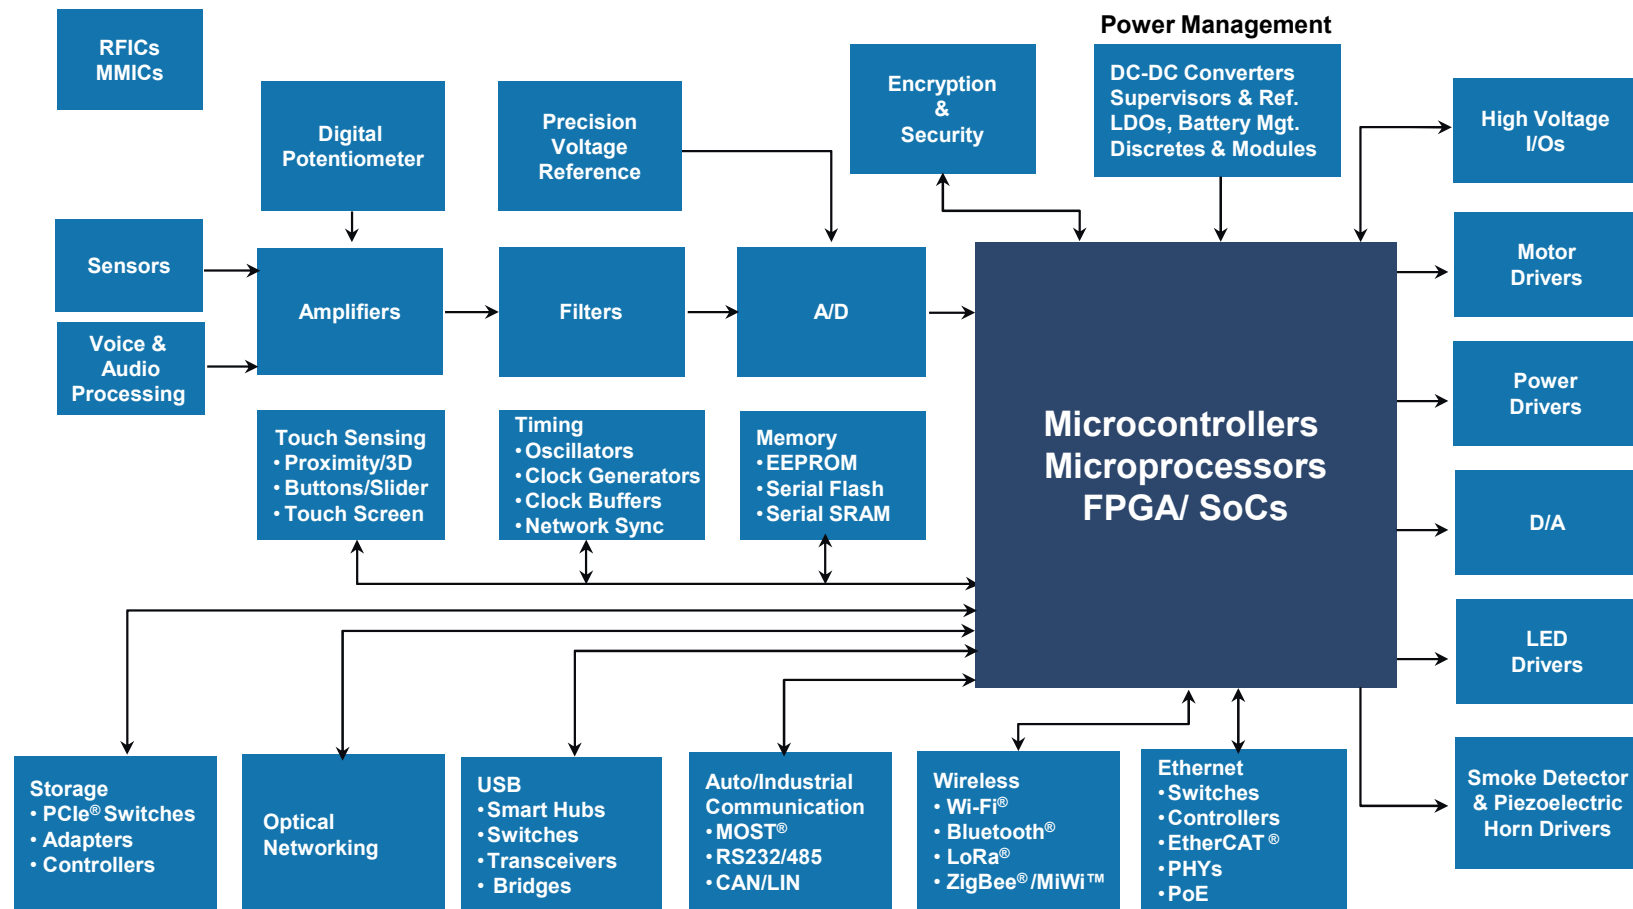 Power Management
RFICs
MMICs
Digital
Potentiometer
Precision
Voltage
Reference
Encryption
&
Security
DC-DC Converters
Supervisors & Ref.
LDOs, Battery Mgt.
Discretes & Modules
High Voltage
I/Os
Sensors
Amplifiers
Filters
A/D
Motor
Drivers
Voice &
Audio
Processing
Power
Drivers
Touch Sensing
• Proximity/3D
• Buttons/Slider
• Touch Screen
Timing
• Oscillators
• Clock Generators
• Clock Buffers
• Network Sync
Memory
• EEPROM
• Serial Flash
• Serial SRAM
Microcontrollers
Microprocessors
FPGA/ SoCs
D/A
LED
Drivers
Storage
• PCIe® Switches
• Adapters
• Controllers
Optical
Networking
USB
• Smart Hubs
• Switches
• Transceivers
• Bridges
Auto/Industrial
Communication
• MOST®
• RS232/485
• CAN/LIN
Wireless
• Wi-Fi®
• Bluetooth®
• LoRa®
• ZigBee® /MiWi™
Ethernet
• Switches
• Controllers
• EtherCAT ®
• PHYs
• PoE
Smoke Detector
& Piezoelectric
Horn Drivers